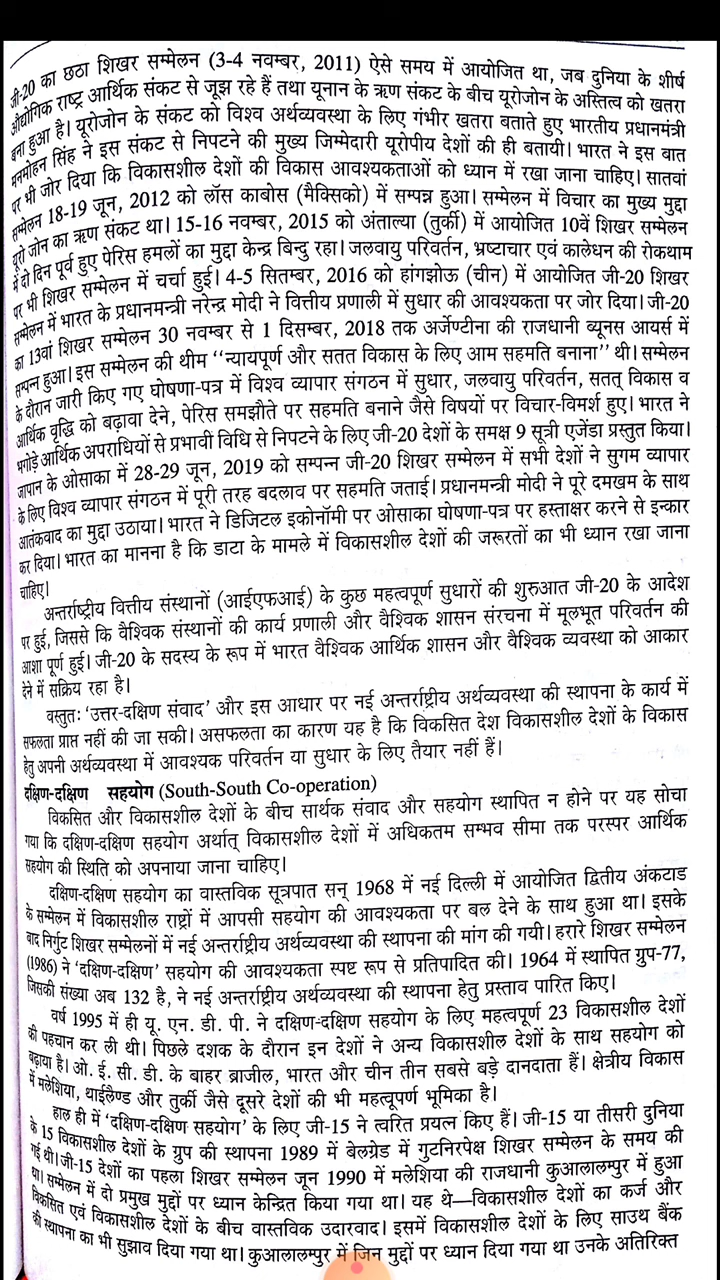 जी-20 का छठा शिखर सम्मेलन (3-4 नवम्बर, 2011) ऐसे समय में आयोजित था, जब दुनिया के शीर्ष
औद्योगिक राष्ट्र आर्थिक संकट से जूझ रहे हैं तथा यूनान के ऋण संकट के बीच यूरोजोन के अस्तित्व को खतरा
बना हुआ है। यूरोजोन के संकट को विश्व अर्थव्यवस्था के लिए गंभीर खतरा बताते हुए भारतीय प्रधानमंत्री
मनमोहन सिंह ने इस संकट से निपटने की मुख्य जिम्मेदारी यूरोपीय देशों की ही बतायी। भारत ने इस बात
पर भी जोर दिया कि विकासशील देशों की विकास आवश्यकताओं को ध्यान में रखा जाना चाहिए। सातवां
सम्मेलन 18-19 जून, 2012 को लॉस काबोस (मैक्सिको) में सम्पन्न हुआ। सम्मेलन में विचार का मुख्य मुद्दा
यूरो जोन का ऋण संकट था। 15-16 नवम्बर, 2015 को अंताल्या (तुर्की) में आयोजित 10वें शिखर सम्मेलन
में दो दिन पूर्व हुए पेरिस हमलों का मुद्दा केन्द्र बिन्दु रहा। जलवायु परिवर्तन, भ्रष्टाचार एवं कालेधन की रोकथाम
पर भी शिखर सम्मेलन में चर्चा हुई। 4-5 सितम्बर, 2016 को हांगझोऊ (चीन) में आयोजित जी-20 शिखर
सम्मेलन में भारत के प्रधानमन्त्री नरेन्द्र मोदी ने वित्तीय प्रणाली में सुधार की आवश्यकता पर जोर दिया। जी-20
का 13वां शिखर सम्मेलन 30 नवम्बर से 1 दिसम्बर, 2018 तक अर्जेण्टीना की राजधानी ब्यूनस आयर्स में
सम्पन्न हुआ। इस सम्मेलन की थीम ''न्यायपूर्ण और सतत विकास के लिए आम सहमति बनाना'' थी। सम्मेलन
के दौरान जारी किए गए घोषणा-पत्र में विश्व व्यापार संगठन में सुधार, जलवायु परिवर्तन, सतत् विकास व
आर्थिक वृद्धि को बढ़ावा देने, पेरिस समझौते पर सहमति बनाने जैसे विषयों पर विचार-विमर्श हुए। भारत ने
भगोड़े आर्थिक अपराधियों से प्रभावी विधि से निपटने के लिए जी-20 देशों के समक्ष 9 सूत्री एजेंडा प्रस्तुत किया।
जापान के ओसाका में 28-29 जून, 2019 को सम्पन्न जी-20 शिखर सम्मेलन में सभी देशों ने सुगम व्यापार
के लिए विश्व व्यापार संगठन में पूरी तरह बदलाव पर सहमति जताई। प्रधानमन्त्री मोदी ने पूरे दमखम के साथ
आतंकवाद का मुद्दा उठाया। भारत ने डिजिटल इकोनॉमी पर ओसाका घोषणा-पत्र पर हस्ताक्षर करने से इन्कार
कर दिया। भारत का मानना है कि डाटा के मामले में विकासशील देशों की जरूरतों का भी ध्यान रखा जाना
चाहिए।
अन्तर्राष्ट्रीय वित्तीय संस्थानों (आईएफआई) के कुछ महत्वपूर्ण सुधारों की शुरुआत जी-20 के आदेश
पर हुई, जिससे कि वैश्विक संस्थानों की कार्य प्रणाली और वैश्विक शासन संरचना में मूलभूत परिवर्तन की
आशा पूर्ण हुई। जी-20 के सदस्य के रूप में भारत वैश्विक आर्थिक शासन और वैश्विक व्यवस्था को आकार
देने में सक्रिय रहा है।
वस्तुतः 'उत्तर-दक्षिण संवाद' और इस आधार पर नई अन्तर्राष्ट्रीय अर्थव्यवस्था की स्थापना के कार्य में
सफलता प्राप्त नहीं की जा सकी। असफलता का कारण यह है कि विकसित देश विकासशील देशों के विकास
हेतु अपनी अर्थव्यवस्था में आवश्यक परिवर्तन या सुधार के लिए तैयार नहीं हैं।
दक्षिण-दक्षिण सहयोग (South-South Co-operation)
विकसित और विकासशील देशों के बीच सार्थक संवाद और सहयोग स्थापित न होने पर यह सोचा
गया कि दक्षिण-दक्षिण सहयोग अर्थात् विकासशील देशों में अधिकतम सम्भव सीमा तक परस्पर आर्थिक
सहयोग की स्थिति को अपनाया जाना चाहिए।
दक्षिण-दक्षिण सहयोग का वास्तविक सूत्रपात सन् 1968 में नई दिल्ली में आयोजित द्वितीय अंकटाड
के सम्मेलन में विकासशील राष्ट्रों में आपसी सहयोग की आवश्यकता पर बल देने के साथ हुआ था। इसके
बाद निर्गुट शिखर सम्मेलनों में नई अन्तर्राष्ट्रीय अर्थव्यवस्था की स्थापना की मांग की गयी। हरारे शिखर सम्मेलन
(1986) ने 'दक्षिण-दक्षिण' सहयोग की आवश्यकता स्पष्ट रूप से प्रतिपादित की। 1964 में स्थापित ग्रुप-77,
जिसकी संख्या अब 132 है, ने नई अन्तर्राष्ट्रीय अर्थव्यवस्था की स्थापना हेतु प्रस्ताव पारित किए।
वर्ष 1995 में ही यू. एन. डी. पी. ने दक्षिण-दक्षिण सहयोग के लिए महत्वपूर्ण 23 विकासशील देशों
की पहचान कर ली थी। पिछले दशक के दौरान इन देशों ने अन्य विकासशील देशों के साथ सहयोग को
बढ़ाया है। ओ. ई. सी. डी. के बाहर ब्राजील, भारत और चीन तीन सबसे बड़े दानदाता हैं। क्षेत्रीय विकास
में मलेशिया, थाईलैण्ड और तुर्की जैसे दूसरे देशों की भी महत्वपूर्ण भूमिका है।
हाल ही में 'दक्षिण-दक्षिण सहयोग' के लिए जी-15 ने त्वरित प्रयत्न किए हैं। जी-15 या तीसरी दुनिया
के 15 विकासशील देशों के ग्रुप की स्थापना 1989 में बेलग्रेड में गुटनिरपेक्ष शिखर सम्मेलन के समय की
गई थी। जी-15 देशों का पहला शिखर सम्मेलन जून 1990 में मलेशिया की राजधानी कुआलालम्पुर में हुआ
था। सम्मेलन में दो प्रमुख मुद्दों पर ध्यान केन्द्रित किया गया था। यह थे—विकासशील देशों का कर्ज और
विकसित एवं विकासशील देशों के बीच वास्तविक उदारवाद। इसमें विकासशील देशों के लिए साउथ बैंक
की स्थापना का भी सुझाव दिया गया था। कुआलालम्पुर में जिन मुद्दों पर ध्यान दिया गया था उनके अतिरिक्त